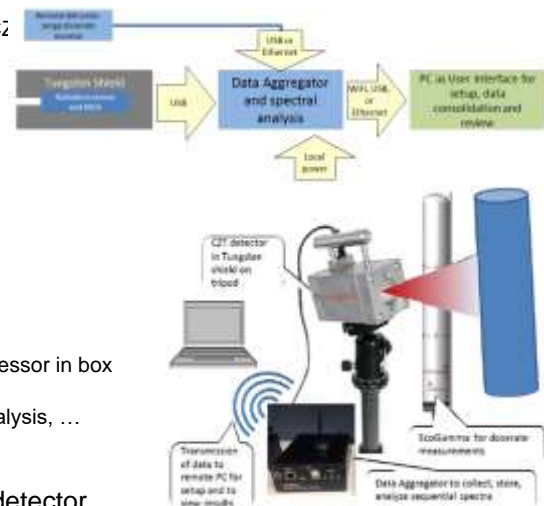 USB or
Ethernet
Tungsten Shield
USB
Data Aggregator
and spectral
analysis
WiFi, USB,
or
Ethernet
PC as User Interface for
setup, data
consolidation and
review
Local
power
CZT detector
in Tungsten
shield on
tripod
essor in box
alysis, …
EcoGamma for doserate
measurements
Transmission
of data to
remote PC for
setup and to
view results
Data Aggregator to collect, store,
analyze sequential spectra
detector